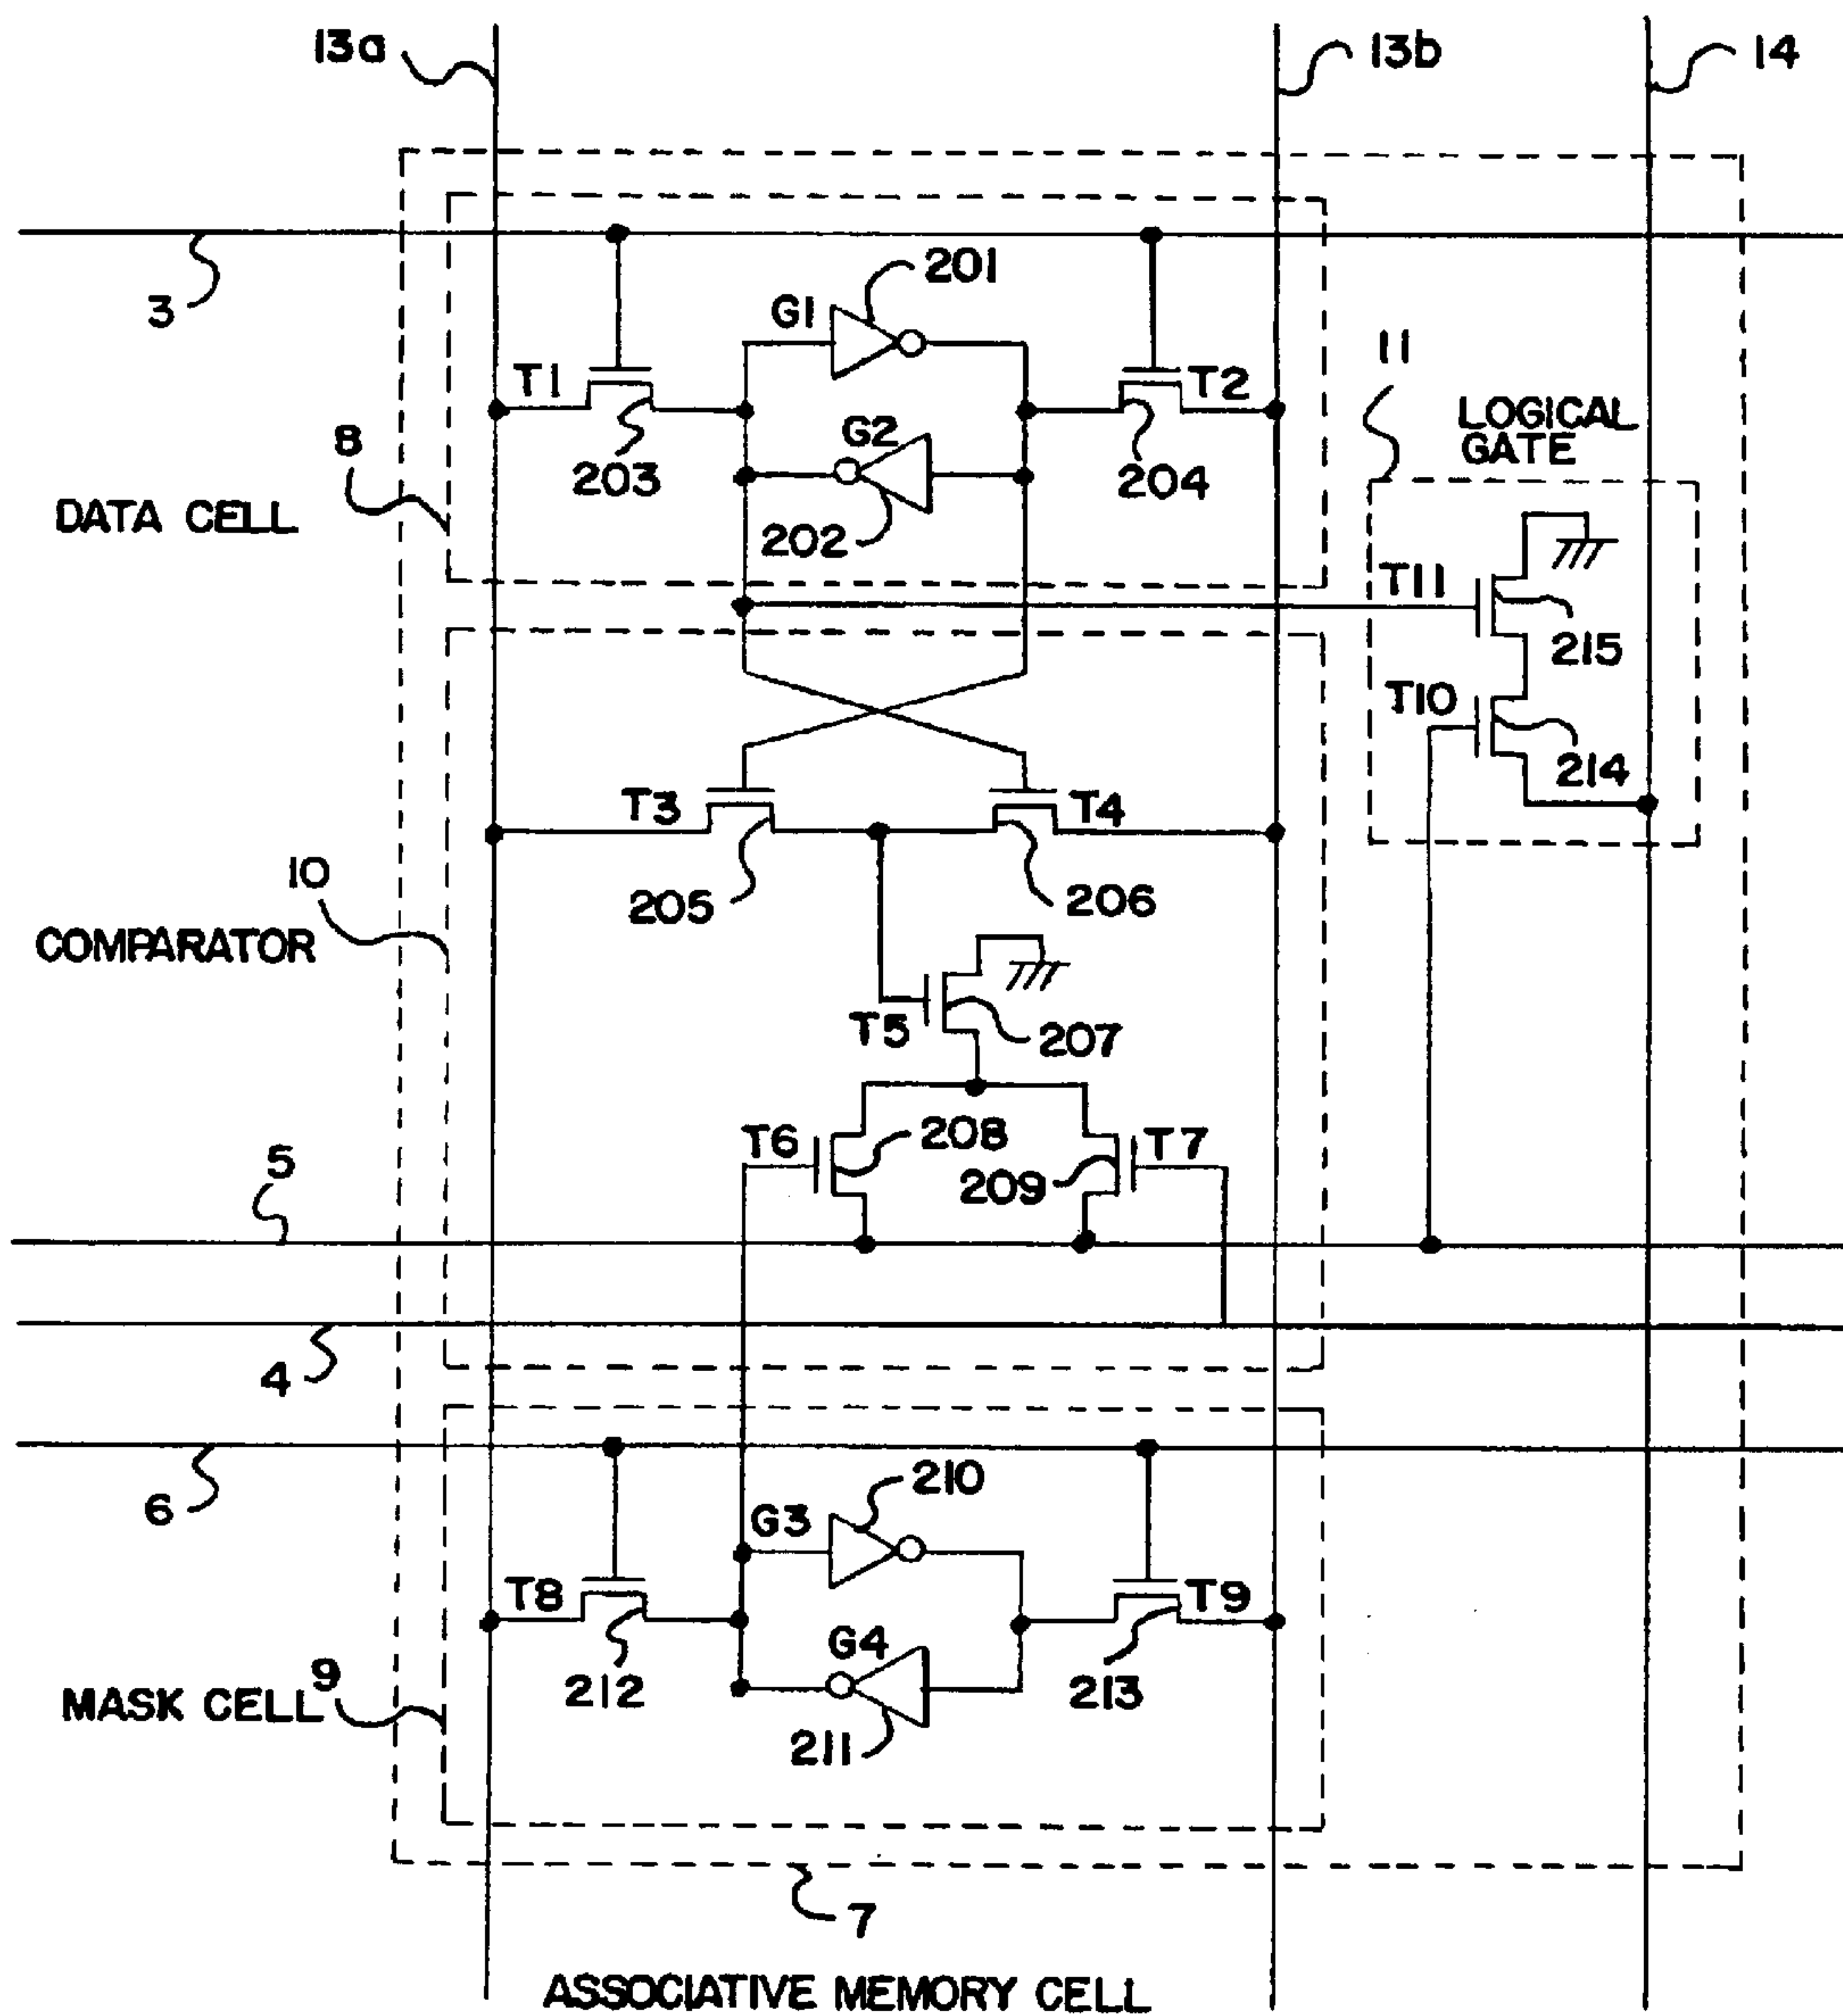 13a
13b
14
3
201
G1
T1
T2
11
LOGICAL
GATE
8
G2
203
204
DATA CELL
202
T11
215
T10
214
T3
T4
10
205
206
COMPARATOR
T5
207
T6
208
T7
5
209
4
6
210
G3
T8
T9
G4
9
212
213
MASK CELL
211
7
ASSOCIATIVE MEMORY CELL